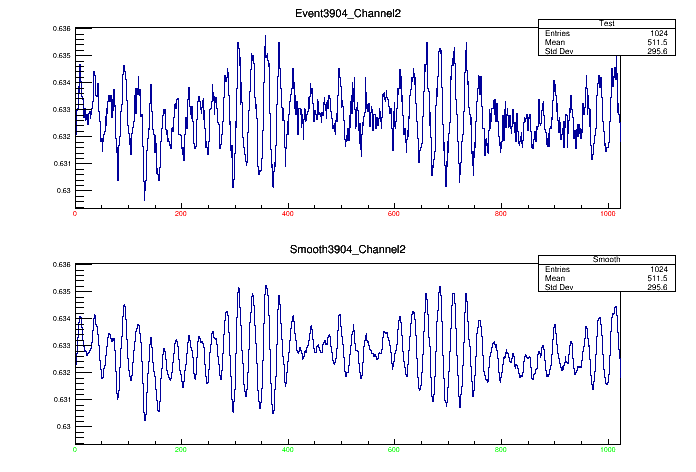 Event3904_Channel2
Test
Entries 1024
Mean 511.5
Std Dev 295.6
0.636
0.635
0.634
0.633
0.632
0.631
0.63
0 200 400 600 800 1000
Smooth3904_Channel2
Smooth
Entries 1024
Mean 511.5
Std Dev 295.6
0.636
0.635
0.634
0.633
0.632
0.631
0.63
0 200 400 600 800 1000